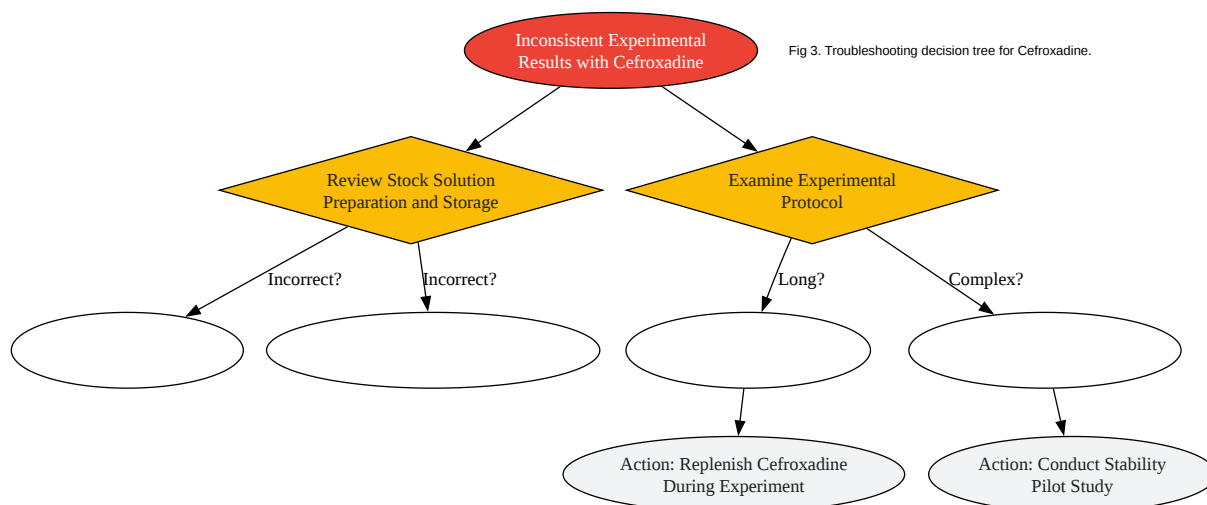 Inconsistent Experimental
Results with Cefroxadine
Fig 3. Troubleshooting decision tree for Cefroxadine.
Review Stock Solution
Preparation and Storage
Examine Experimental
Protocol
Incorrect?
Incorrect?
Long?
Complex?
Action: Replenish Cefroxadine
During Experiment
Action: Conduct Stability
Pilot Study